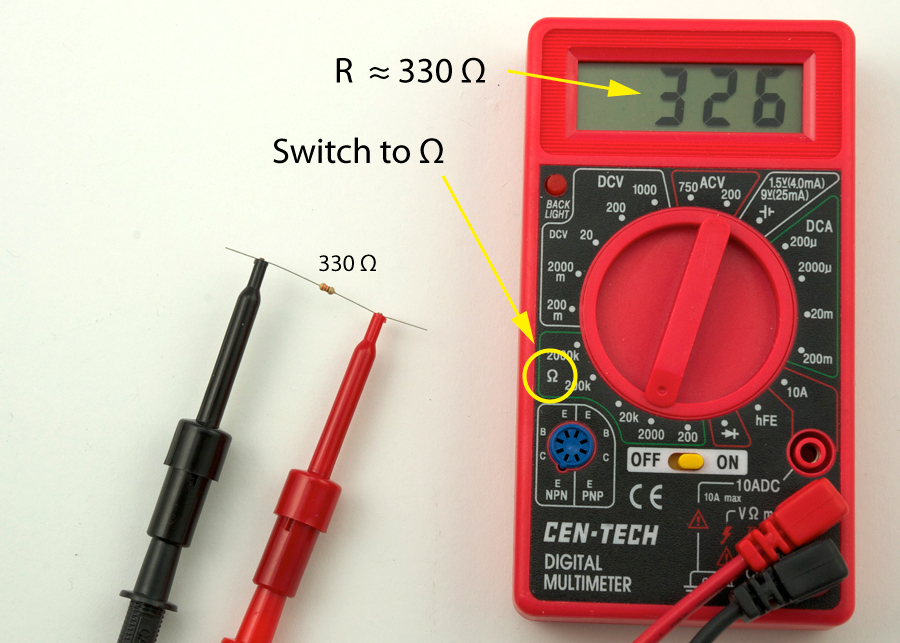 R ≈ 330 Ω
326
Switch to Ω
330 Ω
DCV
1000
750 ACV
200
1.5V(4.0mA)
9V(25mA)
BACK
LIGHT
200
DCA
DCV
20
200µ
2000
m
2000µ
200
m
20m
2000k
200m
Ω
200k
10A
20k
2000
200
hFE
E
E
B
B
C
C
E
E
NPN
PNP
OFF
ON
CE
10ADC
10A max
V Ω m
CEN-TECH
DIGITAL
MULTIMETER